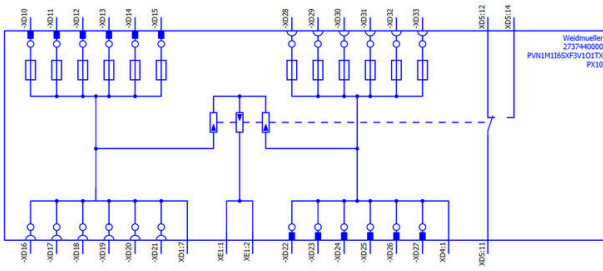 -XD10
-XD11
-XD12
-XD13
-XD14
-XD15
-XD28
-XD29
-XD30
-XD31
-XD32
-XD33
XD5:12
XD5:14
Weidmueller
2737440000
PVN1M1I6SXF3V1O1TX
PX10
-XD16
-XD17
-XD18
-XD19
-XD20
-XD21
XD1:7
XE1:1
XE1:2
-XD22
-XD23
-XD24
-XD25
-XD26
-XD27
XD4:1
XD5:11